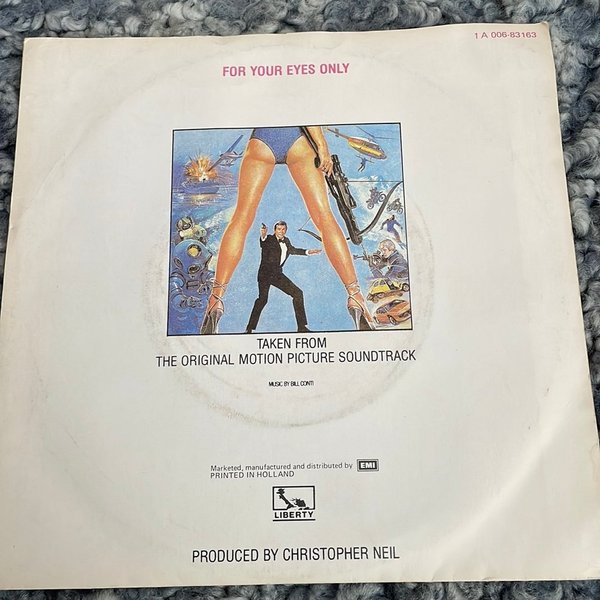 1 A 006-83163
FOR YOUR EYES ONLY
TAKEN FROM
THE ORIGINAL MOTION PICTURE SOUNDTRACK
MUSIC BY BILL CONTI
Marketed, manufactured and distributed by EMI
PRINTED IN HOLLAND
LIBERTY
PRODUCED BY CHRISTOPHER NEIL